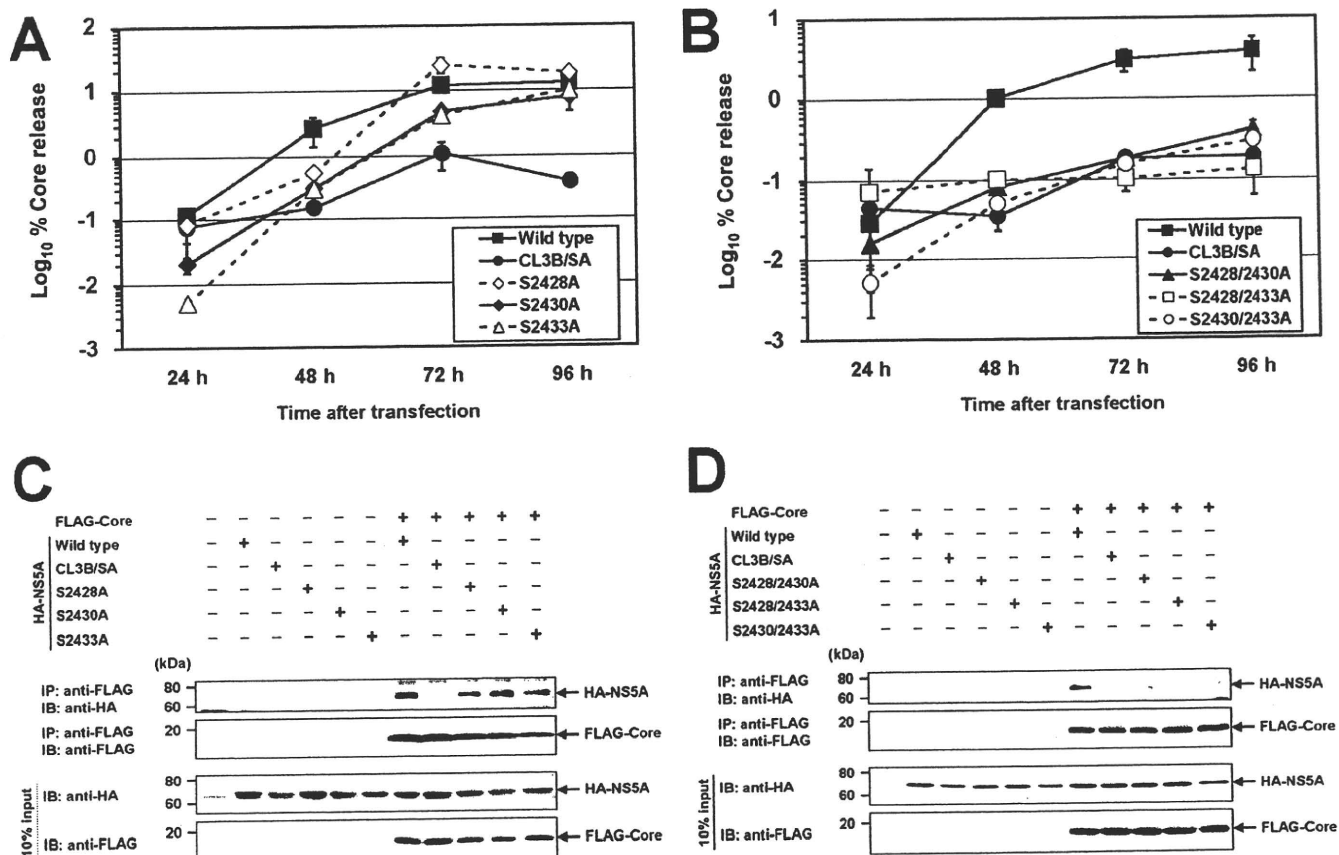 A
Log10 % Core release
2
1
0
-1
-2
-3
Wild type
CL3B/SA
S2428A
S2430A
S2433A
24 h 48 h 72 h 96 h
Time after transfection
B
Log10 % Core release
1
0
-1
-2
-3
Wild type
CL3B/SA
S2428/2430A
S2428/2433A
S2430/2433A
24 h 48 h 72 h 96 h
Time after transfection
C
FLAG-Core − − − − − − + + + + +
HA-NS5A
Wild type − + − − − − + − − − −
CL3B/SA − − + − − − − + − − −
S2428A − − − + − − − − + − −
S2430A − − − − + − − − − + −
S2433A − − − − − + − − − − +
(kDa)
IP: anti-FLAG
IB: anti-HA
80
60
HA-NS5A
IP: anti-FLAG
IB: anti-FLAG
20
FLAG-Core
10% input
IB: anti-HA
80
60
HA-NS5A
IB: anti-FLAG
20
FLAG-Core
D
FLAG-Core − − − − − − + + + + +
HA-NS5A
Wild type − + − − − − + − − − −
CL3B/SA − − + − − − − + − − −
S2428/2430A − − − + − − − − + − −
S2428/2433A − − − − + − − − − + −
S2430/2433A − − − − − + − − − − +
(kDa)
IP: anti-FLAG
IB: anti-HA
80
60
HA-NS5A
IP: anti-FLAG
IB: anti-FLAG
20
FLAG-Core
10% input
IB: anti-HA
80
60
HA-NS5A
IB: anti-FLAG
20
FLAG-Core